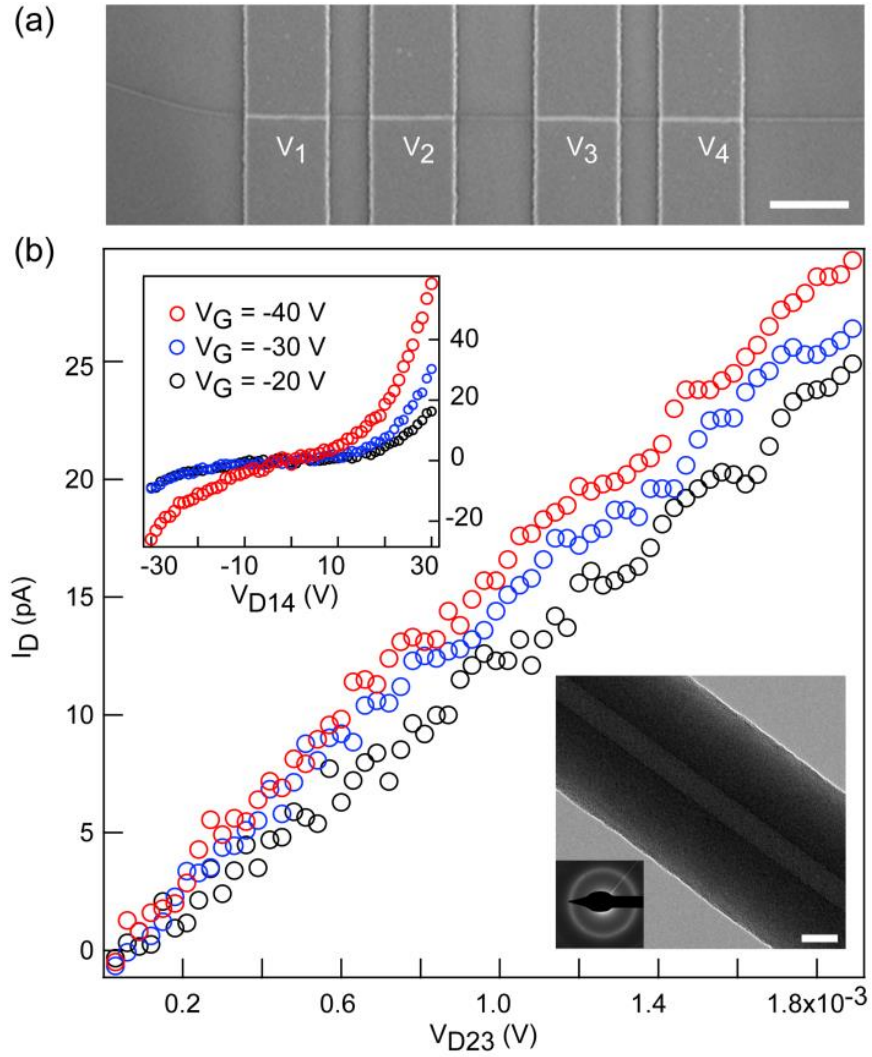 (a)
V1 V2 V3 V4
(b)
VG = -40 V
VG = -30 V
VG = -20 V
40
20
0
-20
-30 -10 10 30
VD14 (V)
25
20
15
10
5
0
ID (pA)
0.2 0.6 1.0 1.4 1.8x10⁻³
VD23 (V)